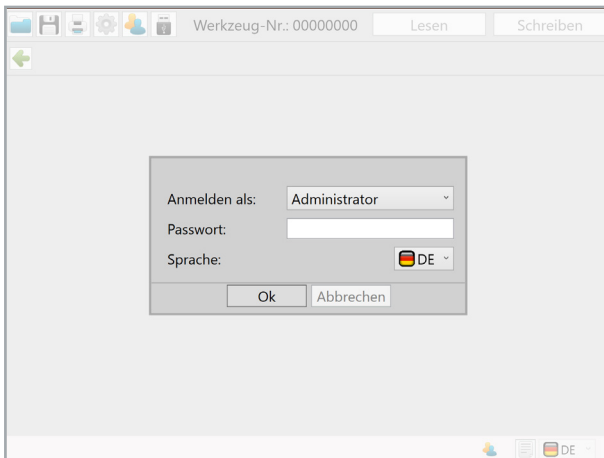 Werkzeug-Nr.: 00000000 Lesen Schreiben
Anmelden als: Administrator
Passwort:
Sprache: DE
Ok Abbrechen
DE